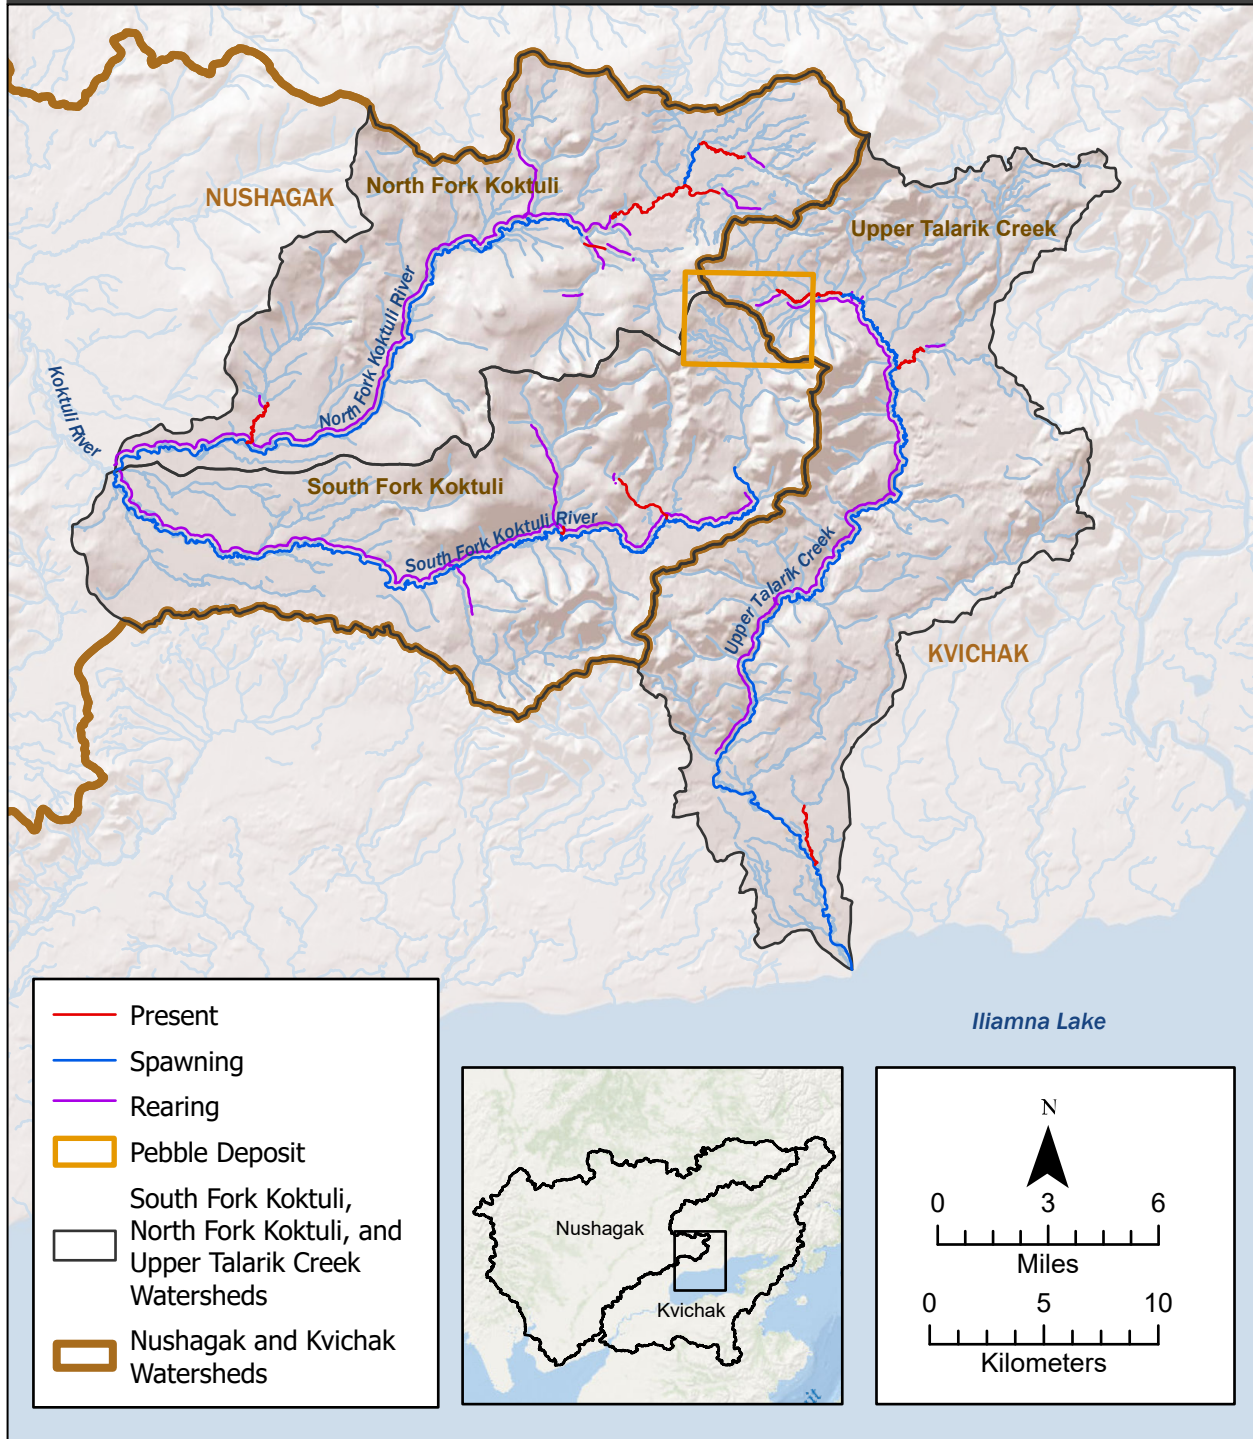 NUSHAGAK
North Fork Koktuli
Upper Talarik Creek
North Fork Koktuli River
Koktuli River
South Fork Koktuli
South Fork Koktuli River
Upper Talarik Creek
KVICHAK
Iliamna Lake
Present
Spawning
Rearing
Pebble Deposit
South Fork Koktuli,
North Fork Koktuli, and
Upper Talarik Creek
Watersheds
Nushagak and Kvichak
Watersheds
Nushagak
Kvichak
N
0 3 6
Miles
0 5 10
Kilometers